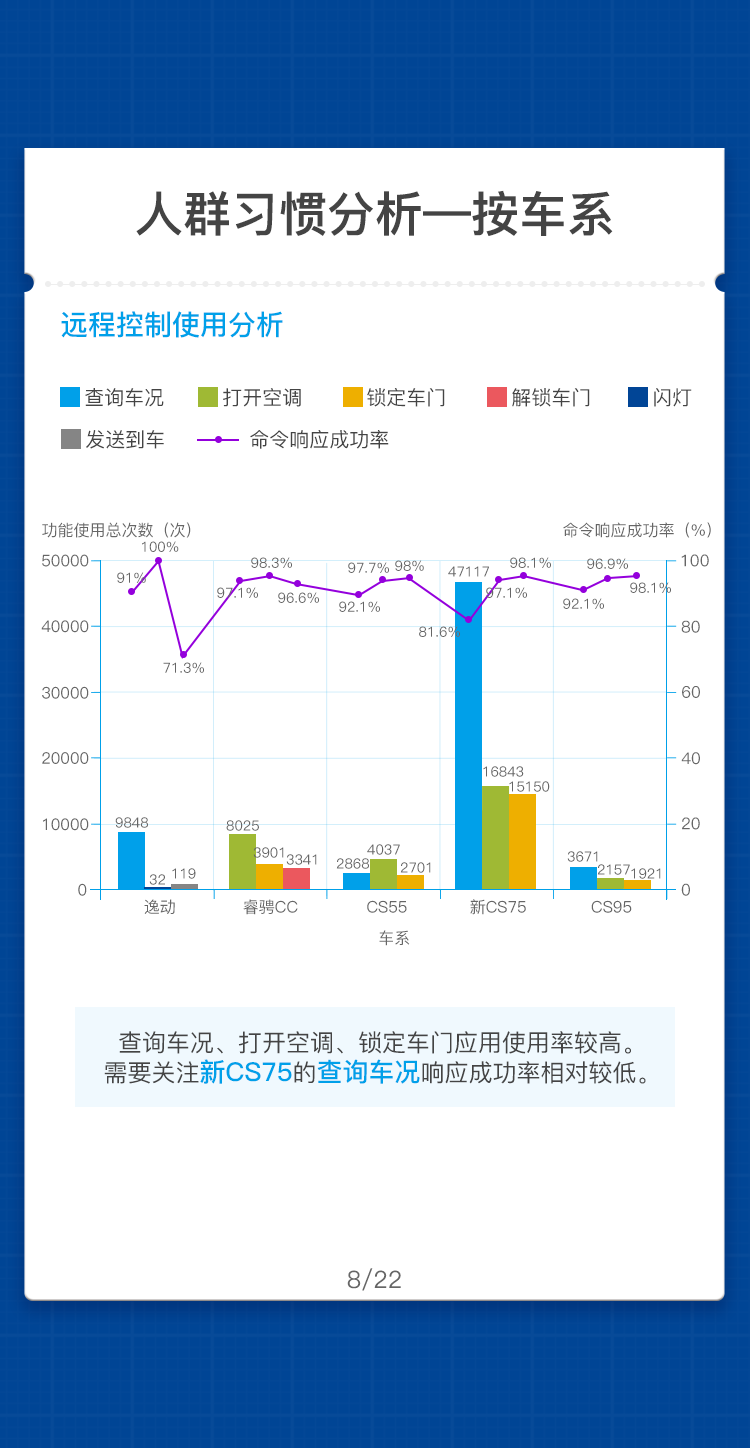 人群习惯分析—按车系
远程控制使用分析
查询车况 打开空调 锁定车门 解锁车门 闪灯
发送到车 命令响应成功率
功能使用总次数（次） 命令响应成功率（%）
100%
50000 91% 97.1% 98.3% 96.6% 97.7% 98% 92.1% 47117 97.1% 98.1% 96.9% 92.1% 98.1% 100
40000 81.6% 80
71.3%
30000 60
20000 40
16843
15150
10000 9848 8025 20
3901 3341 2868 4037 2701 3671 2157 1921
32 119
0 0
逸动 睿骋CC CS55 新CS75 CS95
车系
查询车况、打开空调、锁定车门应用使用率较高。
需要关注新CS75的查询车况响应成功率相对较低。
8/22